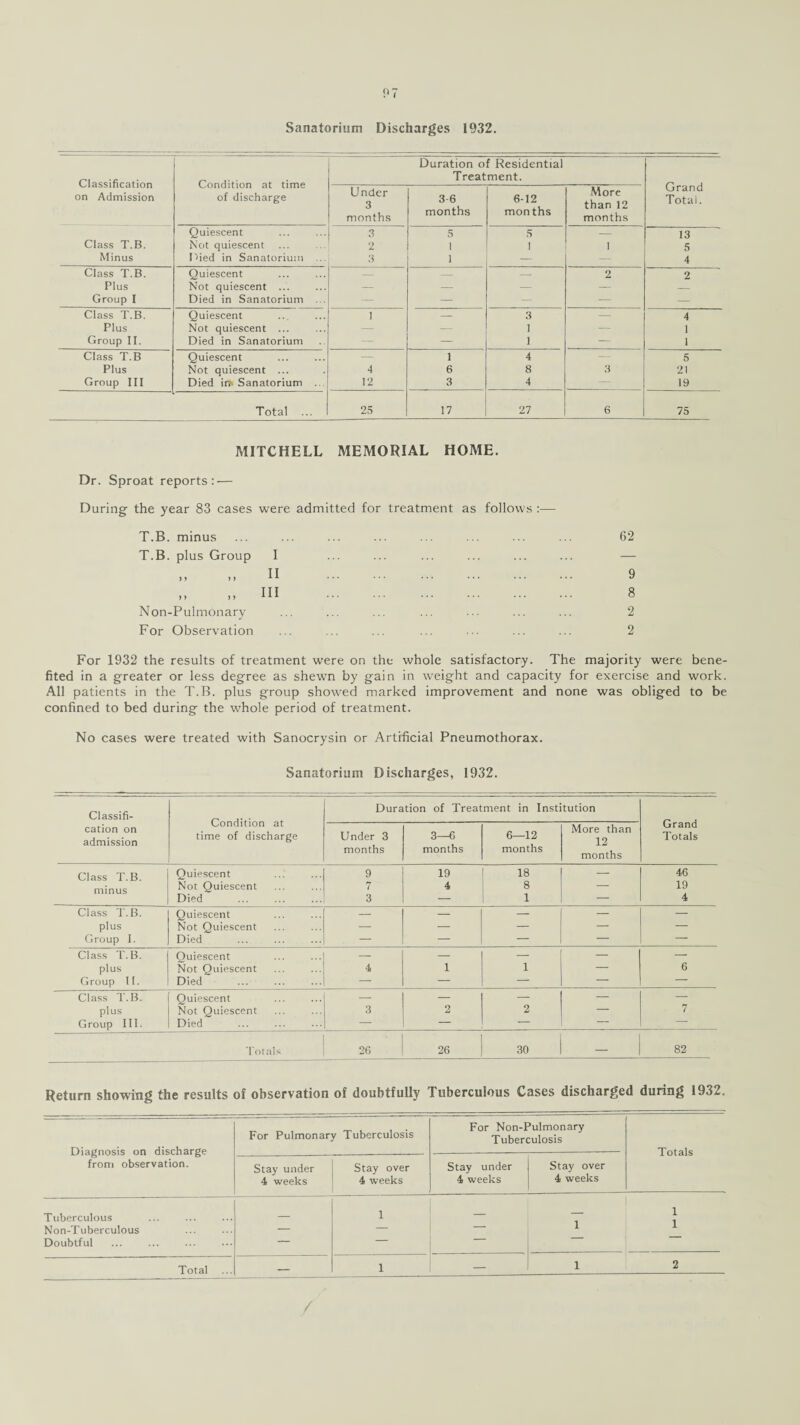 97
Sanatorium Discharges 1932.
Classification on Admission | Condition at time of discharge | Duration of Residential Treatment. | Grand Total.
Under 3 months | 3-6 months | 6-12 months | More than 12 months
Class T.B. Minus | Quiescent ... ... | 3 | 5 | 5 | — | 13
Not quiescent ... | 2 | 1 | 1 | 1 | 5
Died in Sanatorium ... | 3 | 1 | — | — | 4
Class T.B. Plus Group I | Quiescent ... ... | — | — | — | 2 | 2
Not quiescent ... ... | — | — | — | — | —
Died in Sanatorium ... | — | — | — | — | —
Class T.B. Plus Group II. | Quiescent ... ... | 1 | — | 3 | — | 4
Not quiescent ... ... | — | — | 1 | — | 1
Died in Sanatorium . | — | — | 1 | — | 1
Class T.B Plus Group III | Quiescent ... ... | — | 1 | 4 | — | 5
Not quiescent ... . | 4 | 6 | 8 | 3 | 21
Died in Sanatorium ... | 12 | 3 | 4 | — | 19
Total ... | 25 | 17 | 27 | 6 | 75
MITCHELL MEMORIAL HOME.
Dr. Sproat reports:—
During the year 83 cases were admitted for treatment as follows:—
T.B. minus ... ... ... ... ... ... ... ... 62
T.B. plus Group I ... ... ... ... ... ... —
,, ,, II ... ... ... ... ... ... 9
,, ,, III ... ... ... ... ... ... 8
Non-Pulmonary ... ... ... ... ... ... ... 2
For Observation ... ... ... ... ... ... ... 2
For 1932 the results of treatment were on the whole satisfactory. The majority were bene-
fited in a greater or less degree as shewn by gain in weight and capacity for exercise and work.
All patients in the T.B. plus group showed marked improvement and none was obliged to be
confined to bed during the whole period of treatment.
No cases were treated with Sanocrysin or Artificial Pneumothorax.
Sanatorium Discharges, 1932.
Classifi-cation on admission | Condition at time of discharge | Duration of Treatment in Institution | Grand Totals
Under 3 months | 3—6 months | 6—12 months | More than 12 months
Class T.B. minus | Quiescent ... ... | 9 | 19 | 18 | — | 46
Not Quiescent ... ... | 7 | 4 | 8 | — | 19
Died ... ... ... | 3 | — | 1 | — | 4
Class T.B. plus Group I. | Quiescent ... ... | — | — | — | — | —
Not Quiescent ... ... | — | — | — | — | —
Died ... ... ... | — | — | — | — | —
Class T.B. plus Group II. | Quiescent ... ... | — | — | — | — | —
Not Quiescent ... ... | 4 | 1 | 1 | — | 6
Died ... ... ... | — | — | — | — | —
Class T.B. plus Group III. | Quiescent ... ... | — | — | — | — | —
Not Quiescent ... ... | 3 | 2 | 2 | — | 7
Died ... ... ... | — | — | — | — | —
Totals | 26 | 26 | 30 | — | 82
Return showing the results of observation of doubtfully Tuberculous Cases discharged during 1932.
Diagnosis on discharge from observation. | For Pulmonary Tuberculosis | For Non-Pulmonary Tuberculosis | Totals
Stay under 4 weeks | Stay over 4 weeks | Stay under 4 weeks | Stay over 4 weeks
Tuberculous ... ... ... | — | 1 | — | — | 1
Non-Tuberculous ... ... | — | — | — | 1 | 1
Doubtful ... ... ... ... | — | — | — | — | —
Total ... | — | 1 | — | 1 | 2